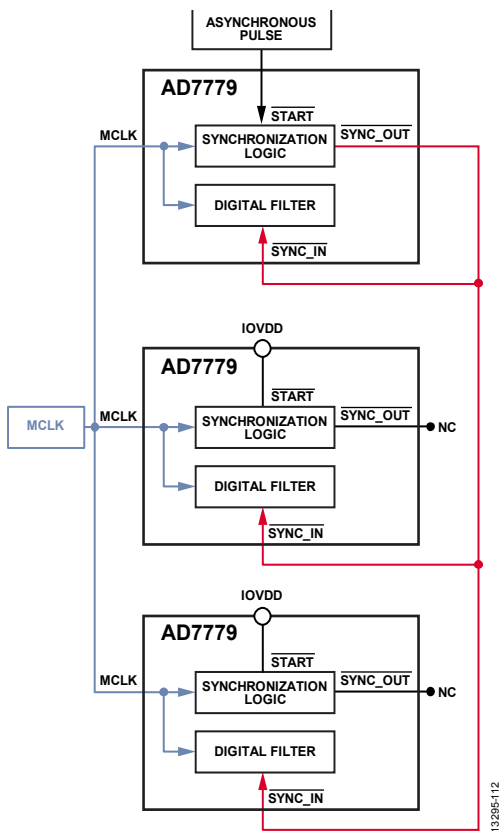 ASYNCHRONOUS
PULSE
AD7779
START
MCLK
SYNC_OUT
SYNCHRONIZATION
LOGIC
DIGITAL FILTER
SYNC_IN
IOVDD
AD7779
START
MCLK
MCLK
SYNC_OUT
SYNCHRONIZATION
LOGIC
NC
DIGITAL FILTER
SYNC_IN
IOVDD
AD7779
START
MCLK
SYNC_OUT
SYNCHRONIZATION
LOGIC
NC
DIGITAL FILTER
SYNC_IN
13295-112